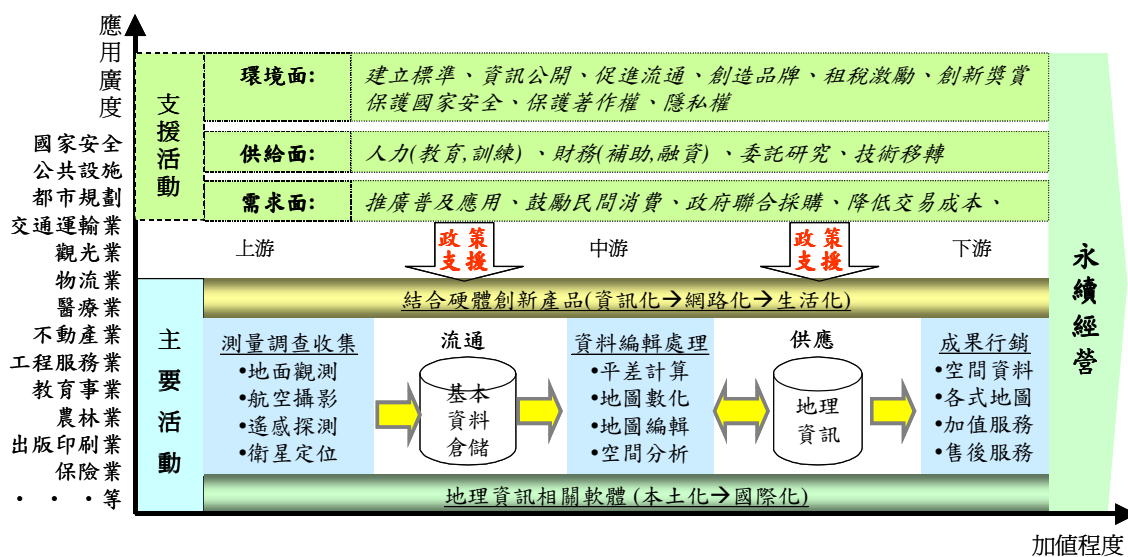 應用廣度
國家安全
公共設施
都市規劃
交通運輸業
觀光業
物流業
醫療業
不動產業
工程服務業
教育事業
農林業
出版印刷業
保險業
・・・等
支援活動
環境面:
建立標準、資訊公開、促進流通、創造品牌、租稅激勵、創新獎賞
保護國家安全、保護著作權、隱私權
供給面:
人力(教育,訓練)、財務(補助,融資)、委託研究、技術移轉
需求面:
推廣普及應用、鼓勵民間消費、政府聯合採購、降低交易成本、
上游
政策
支援
中游
政策
支援
下游
主要活動
結合硬體創新產品(資訊化→網路化→生活化)
測量調查收集
•地面觀測
•航空攝影
•遙感探測
•衛星定位
流通
基本
資料
倉儲
資料編輯處理
•平差計算
•地圖數化
•地圖編輯
•空間分析
供應
地理
資訊
成果行銷
•空間資料
•各式地圖
•加值服務
•售後服務
地理資訊相關軟體(本土化→國際化)
永續經營
加值程度